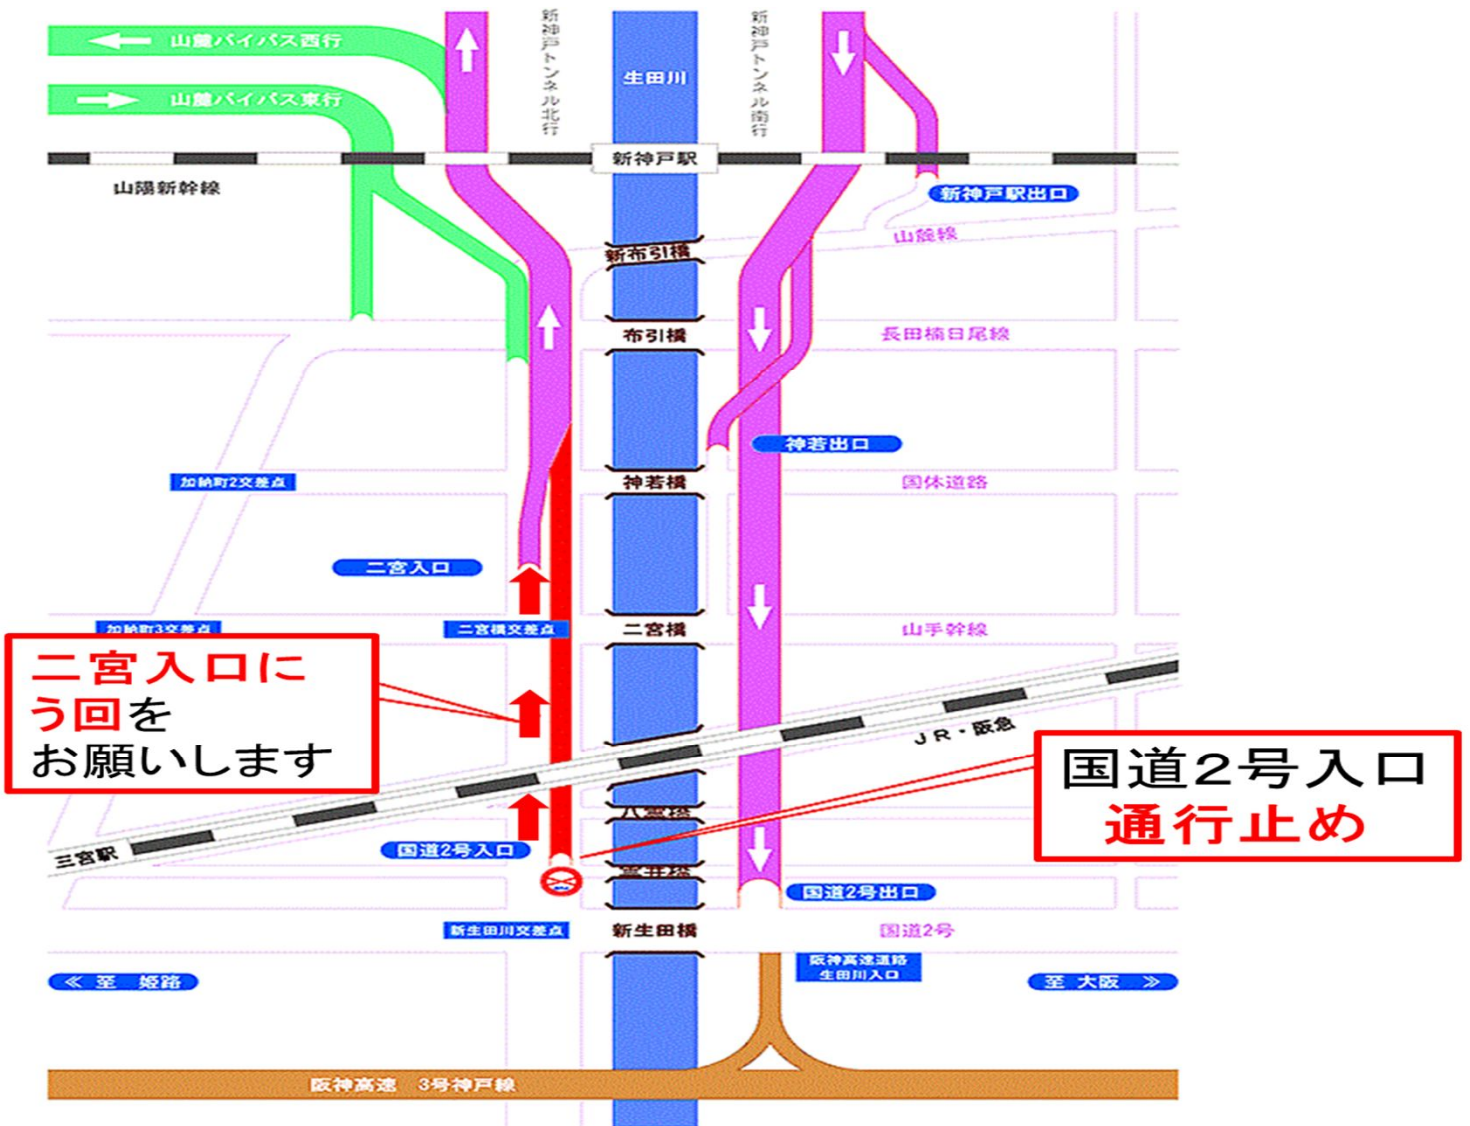 山麓バイパス西行
山麓バイパス東行
新神戸トンネル北行
生田川
新神戸トンネル南行
新神戸駅
山陽新幹線
新神戸駅出口
山麓線
新布引橋
布引橋
長田楠日尾線
神若出口
加納町2交差点
神若橋
国体道路
二宮入口
加納町3交差点
二宮橋交差点
二宮橋
山手幹線
二宮入口に
う回を
お願いします
JR・阪急
国道2号入口
通行止め
八雲橋
三宮駅
国道2号入口
国道2号出口
新生田川交差点
新生田橋
国道2号
阪神高速道路
生田川入口
≪ 至 姫路
至 大阪 ≫
阪神高速 3号神戸線